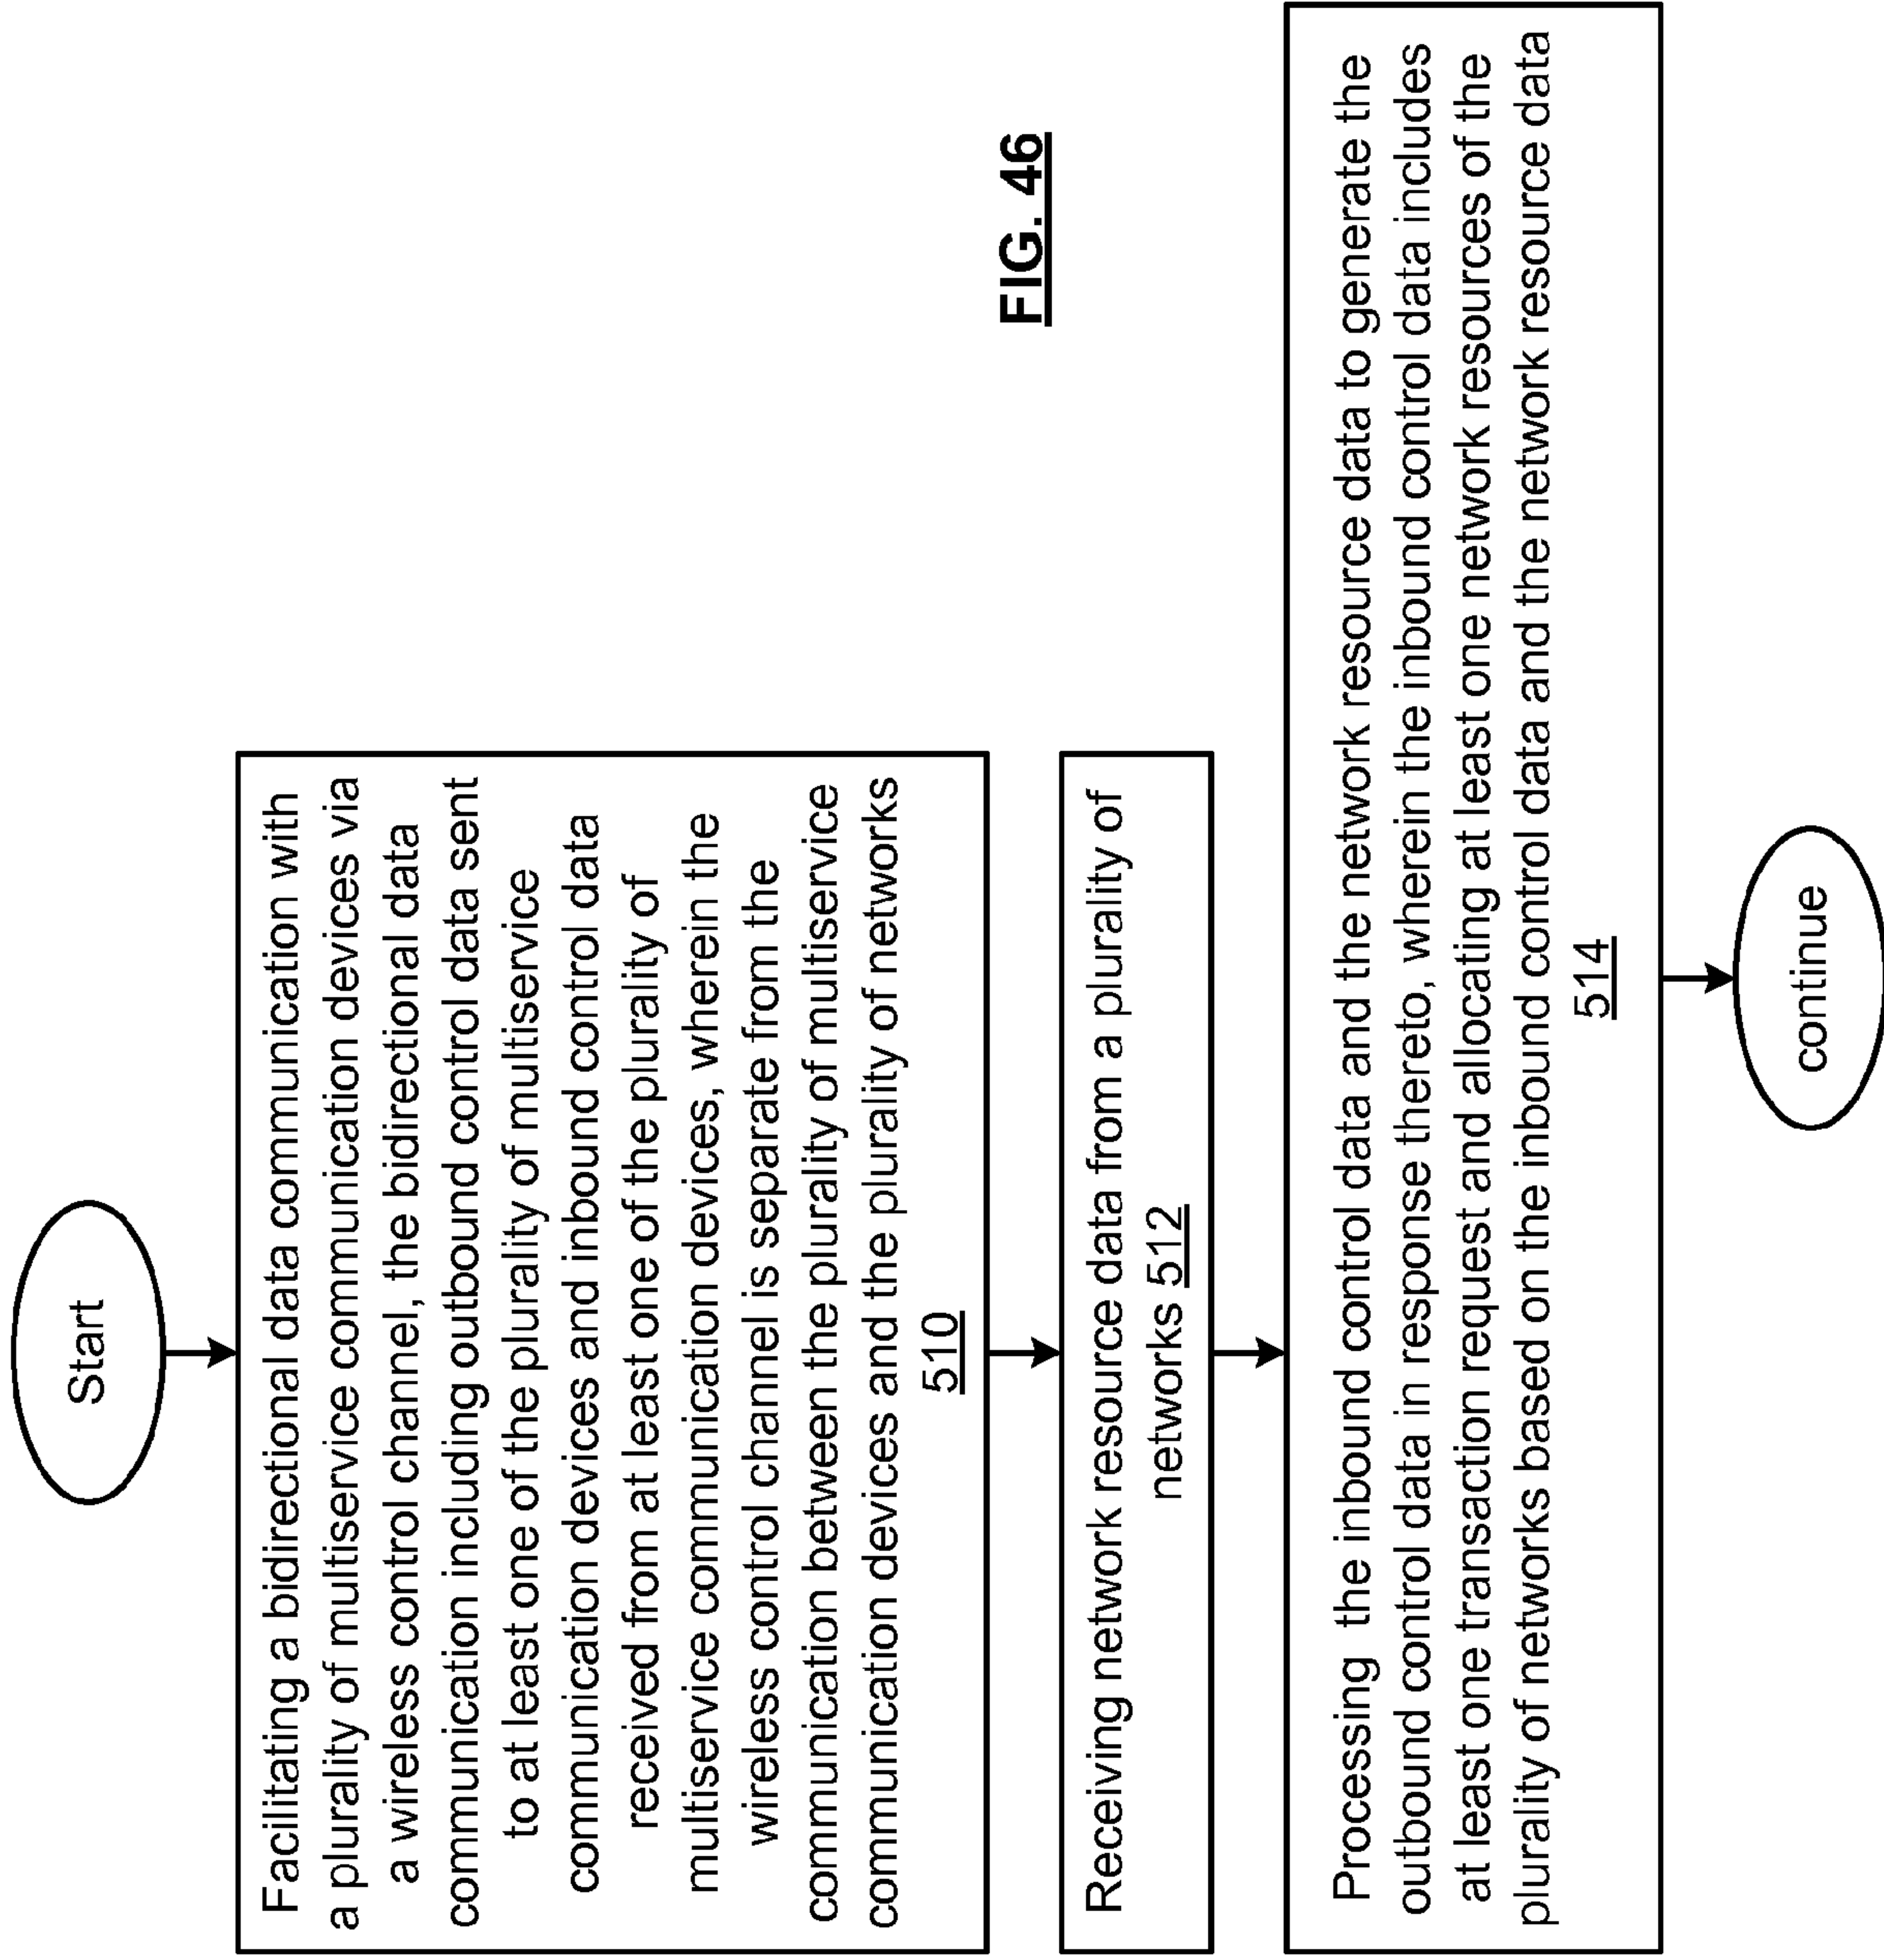 Start
Facilitating a bidirectional data communication with
a plurality of multiservice communication devices via
a wireless control channel, the bidirectional data
communication including outbound control data sent
to at least one of the plurality of multiservice
communication devices and inbound control data
received from at least one of the plurality of
multiservice communication devices, wherein the
wireless control channel is separate from the
communication between the plurality of multiservice
communication devices and the plurality of networks
510
Receiving network resource data from a plurality of
networks 512
Processing the inbound control data and the network resource data to generate the
outbound control data in response thereto, wherein the inbound control data includes
at least one transaction request and allocating at least one network resources of the
plurality of networks based on the inbound control data and the network resource data
514
continue
FIG. 46